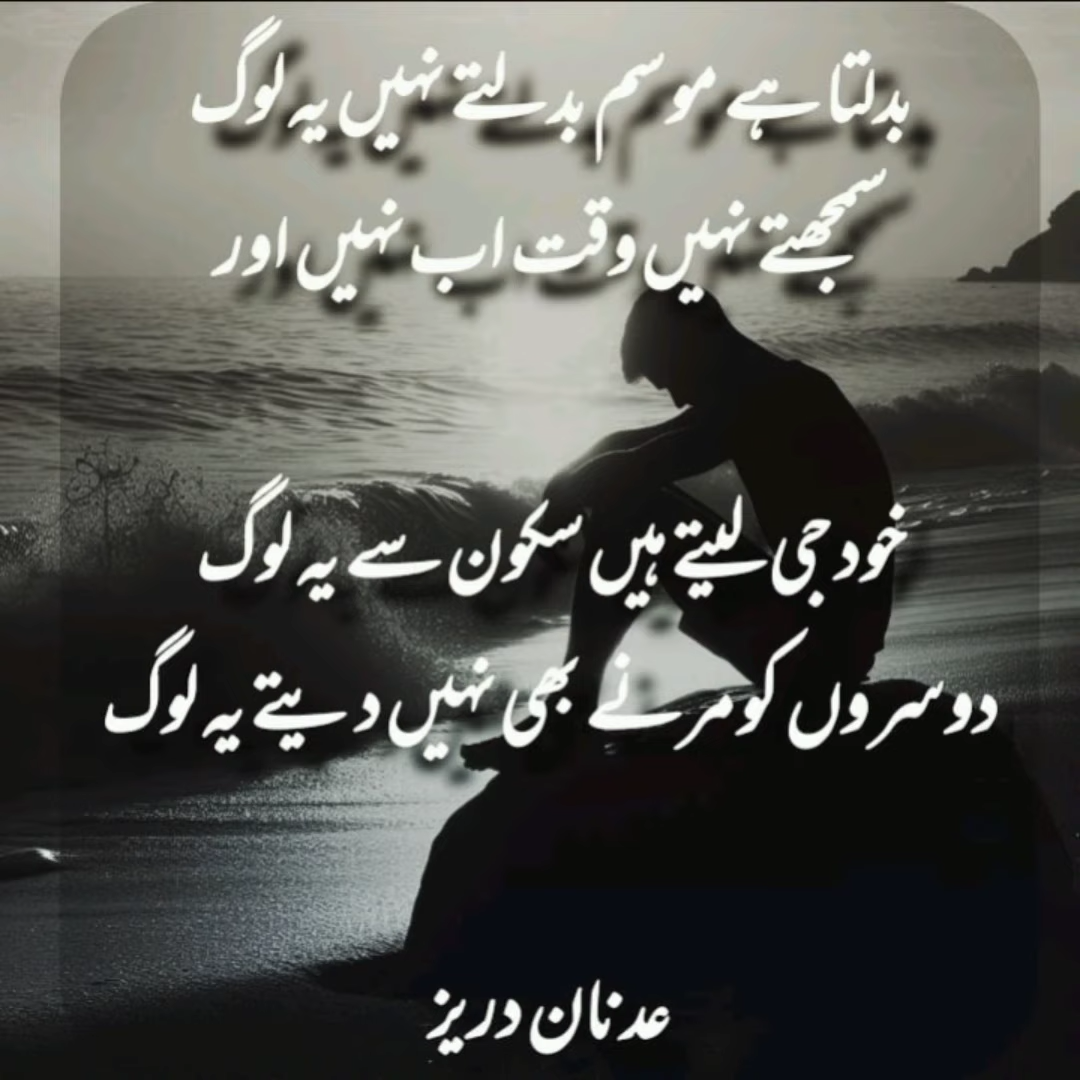 بدلتا ہے موسم بدلتے نہیں یہ لوگ
سمجھتے نہیں وقت اب نہیں اور
خود جی لیتے ہیں سکون سے یہ لوگ
دوسروں کو مرنے بھی نہیں دیتے یہ لوگ
عدنان دریز